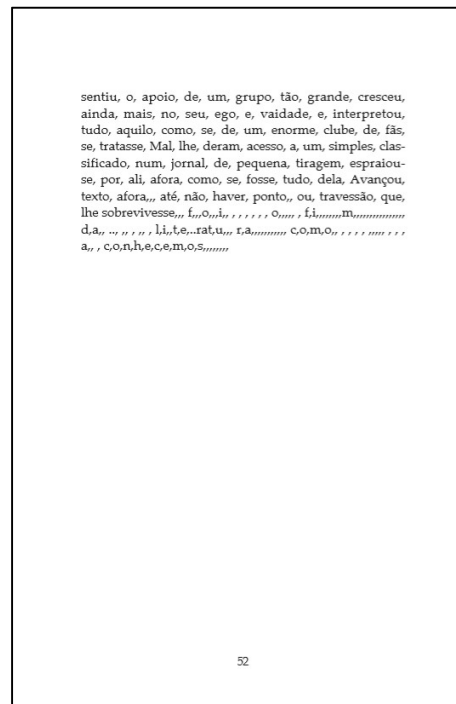 sentiu, o, apoio, de, um, grupo, tão, grande, cresceu,
ainda, mais, no, seu, ego, e, vaidade, e, interpretou,
tudo, aquilo, como, se, de, um, enorme, clube, de, fãs,
se, tratasse, Mal, lhe, deram, acesso, a, um, simples, clas-
sificado, num, jornal, de, pequena, tiragem, espraiou-
se, por, ali, afora, como, se, fosse, tudo, dela, Avançou,
texto, afora,,, até, não, haver, ponto,, ou, travessão, que,
lhe sobrevivesse,,, f,,,o,,,i,, , , , , , , o,,,,, , f,i,,,,,,,,m,,,,,,,,,,,,,,,,
d,a,, .., ,, , ,, , l,i,,t,e,..rat,u,,, r,a,,,,,,,,,,, c,o,m,o,, , , , , ,,,,, , , ,
a,, , c,o,n,h,e,c,e,m,o,s,,,,,,,,
52